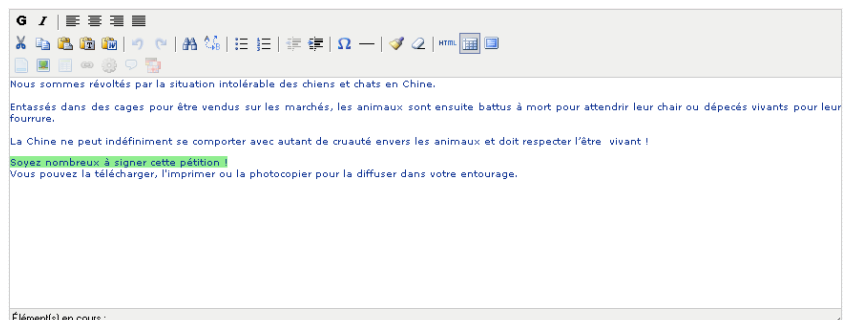 G I
HTML
Nous sommes révoltés par la situation intolérable des chiens et chats en Chine.
Entassés dans des cages pour être vendus sur les marchés, les animaux sont ensuite battus à mort pour attendrir leur chair ou dépecés vivants pour leur
fourrure.
La Chine ne peut indéfiniment se comporter avec autant de cruauté envers les animaux et doit respecter l'être  vivant !
Soyez nombreux à signer cette pétition !
Vous pouvez la télécharger, l'imprimer ou la photocopier pour la diffuser dans votre entourage.
Élément(s) en cours :